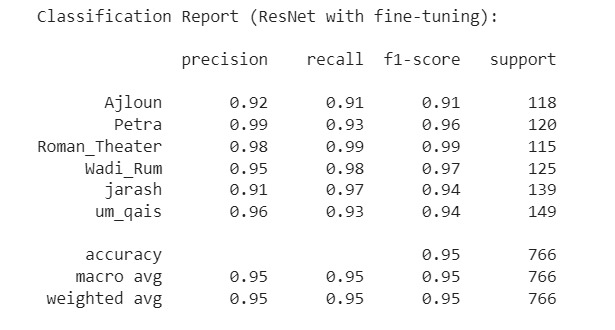 Classification Report (ResNet with fine-tuning):
precision recall f1-score support
Ajloun 0.92 0.91 0.91 118
Petra 0.99 0.93 0.96 120
Roman_Theater 0.98 0.99 0.99 115
Wadi_Rum 0.95 0.98 0.97 125
jarash 0.91 0.97 0.94 139
um_qais 0.96 0.93 0.94 149
accuracy 0.95 766
macro avg 0.95 0.95 0.95 766
weighted avg 0.95 0.95 0.95 766